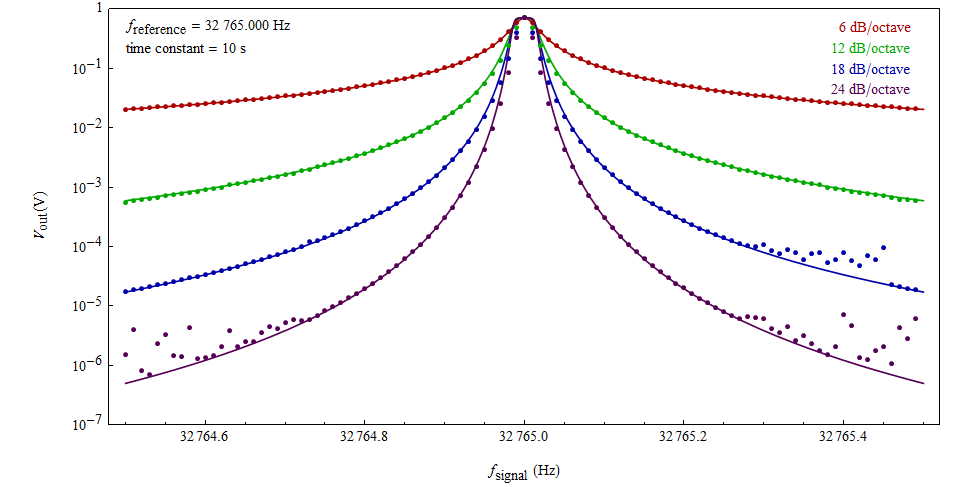 f_reference = 32 765.000 Hz
time constant = 10 s
6 dB/octave
12 dB/octave
18 dB/octave
24 dB/octave
1
10^−1
10^−2
10^−3
10^−4
10^−5
10^−6
10^−7
V_out(V)
32 764.6 32 764.8 32 765.0 32 765.2 32 765.4
f_signal (Hz)